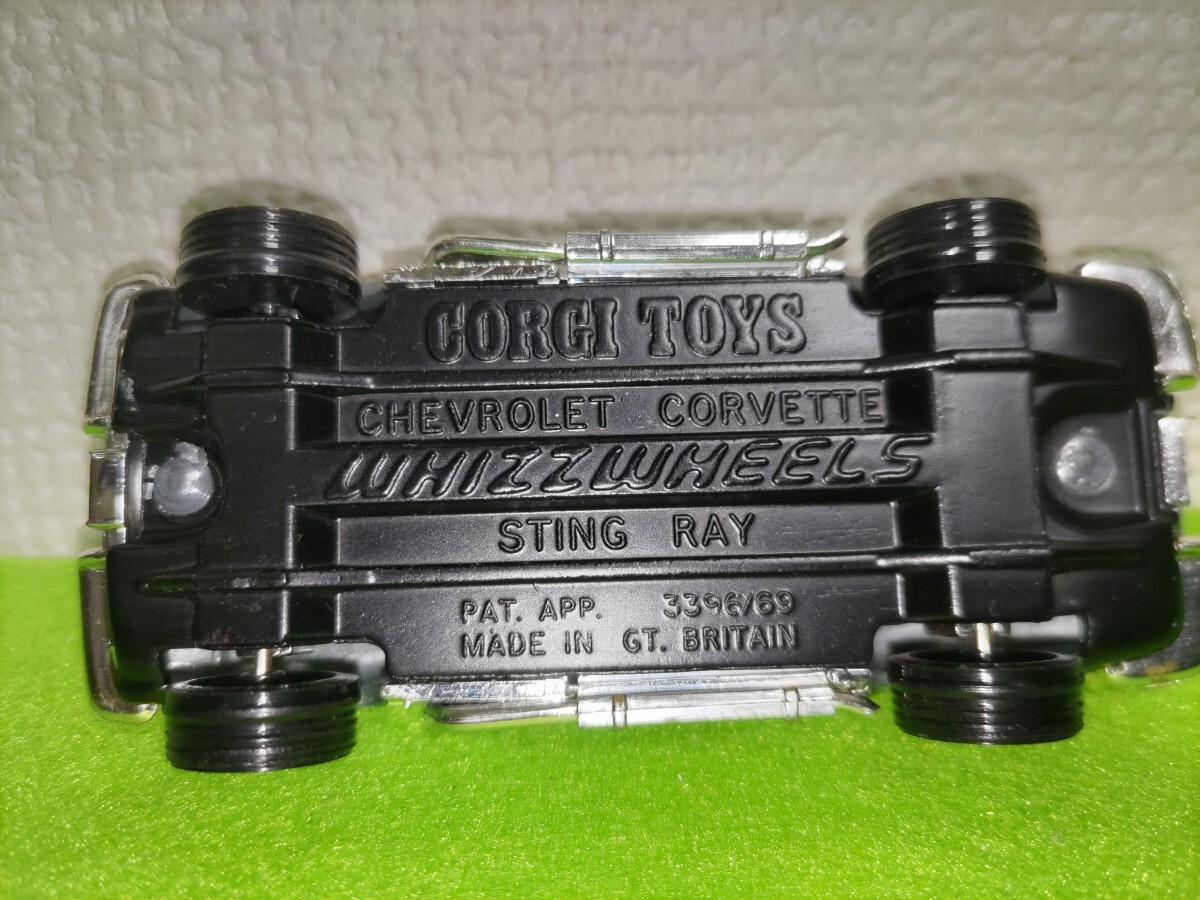 CORGI TOYS
CHEVROLET CORVETTE
WHIZZWHEELS
STING RAY
PAT. APP. 3396/69
MADE IN GT. BRITAIN